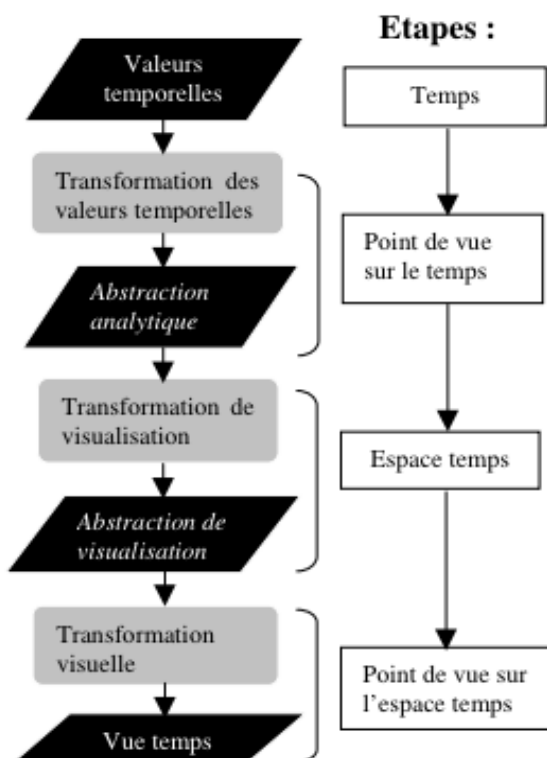 Etapes :
Valeurs
temporelles
Temps
Transformation des
valeurs temporelles
Point de vue
sur le temps
Abstraction
analytique
Transformation de
visualisation
Espace temps
Abstraction de
visualisation
Transformation
visuelle
Point de vue sur
l'espace temps
Vue temps